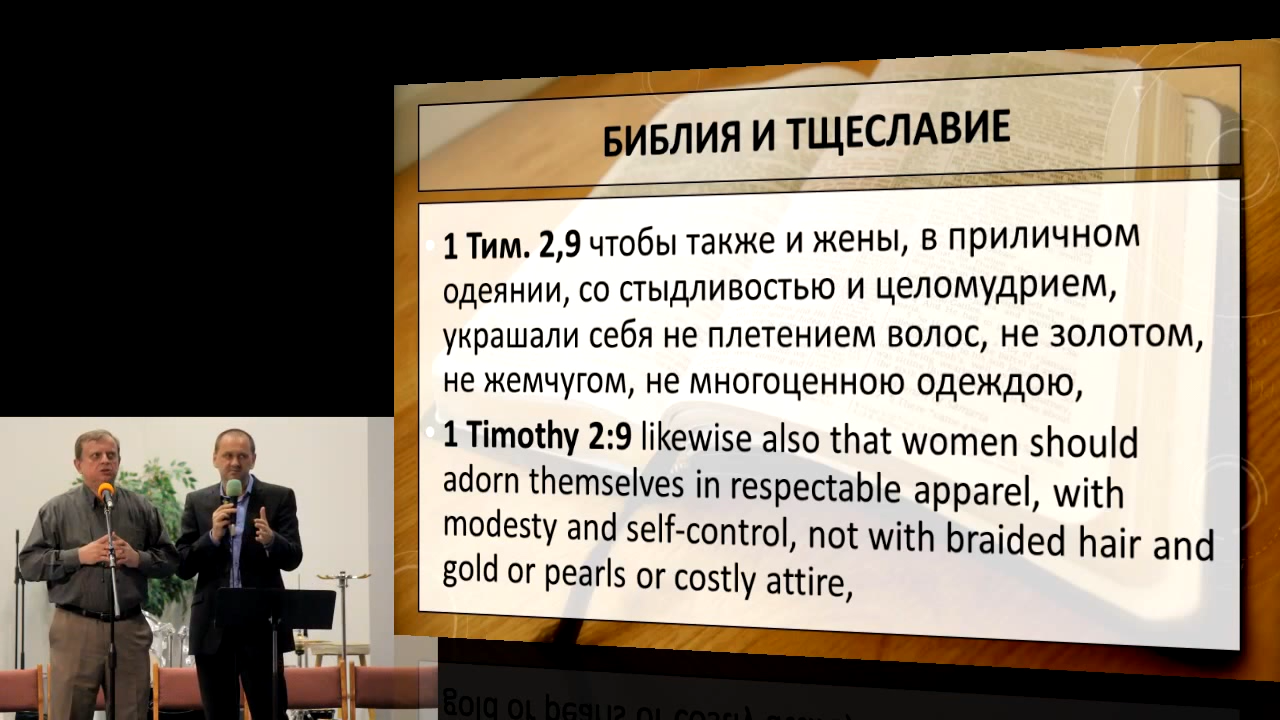 БИБЛИЯ И ТЩЕСЛАВИЕ
1 Тим. 2,9 чтобы также и жены, в приличном
одеянии, со стыдливостью и целомудрием,
украшали себя не плетением волос, не золотом,
не жемчугом, не многоценною одеждою,
1 Timothy 2:9 likewise also that women should
adorn themselves in respectable apparel, with
modesty and self-control, not with braided hair and
gold or pearls or costly attire,